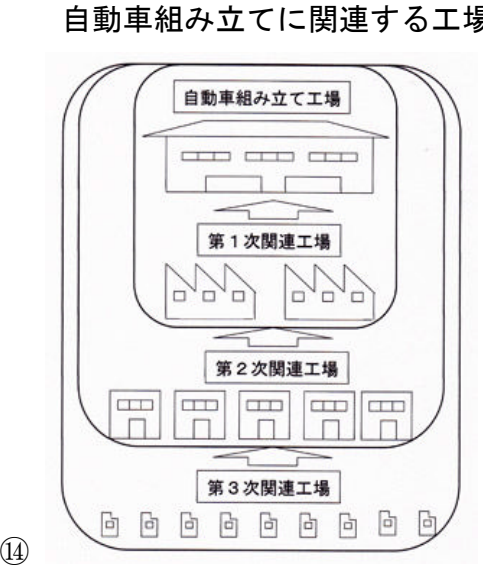 自動車組み立てに関連する工場
自動車組み立て工場
第1次関連工場
第2次関連工場
第3次関連工場
⑭